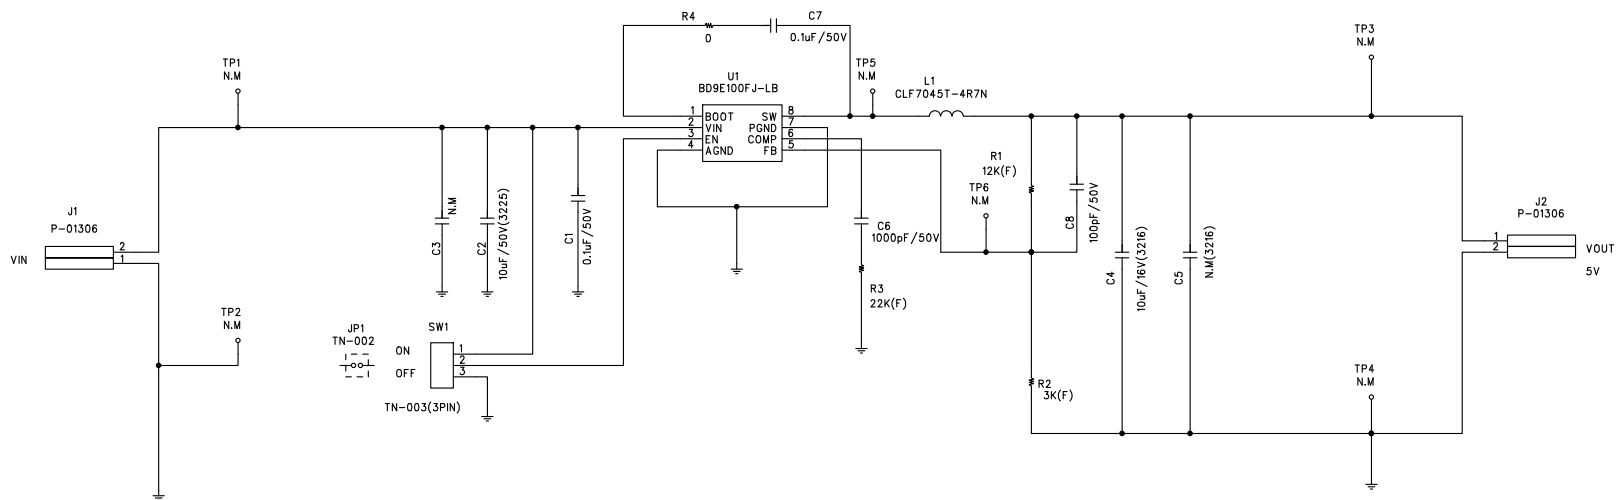 R4
0
C7
0.1uF/50V
TP3
N.M
TP1
N.M
U1
BD9E100FJ-LB
TP5
N.M
L1
CLF7045T-4R7N
1 BOOT SW 8
2 VIN PGND 7
3 EN COMP 6
4 AGND FB 5
R1
12K(F)
TP6
N.M
C8
100pF/50V
J1
P-01306
VIN
2
1
C3
N.M
C2
10uF/50V(3225)
C1
0.1uF/50V
C6
1000pF/50V
R3
22K(F)
C4
10uF/16V(3216)
C5
N.M(3216)
J2
P-01306
1
2
VOUT
5V
TP2
N.M
JP1
TN-002
SW1
ON
OFF
1
2
3
TN-003(3PIN)
R2
3K(F)
TP4
N.M